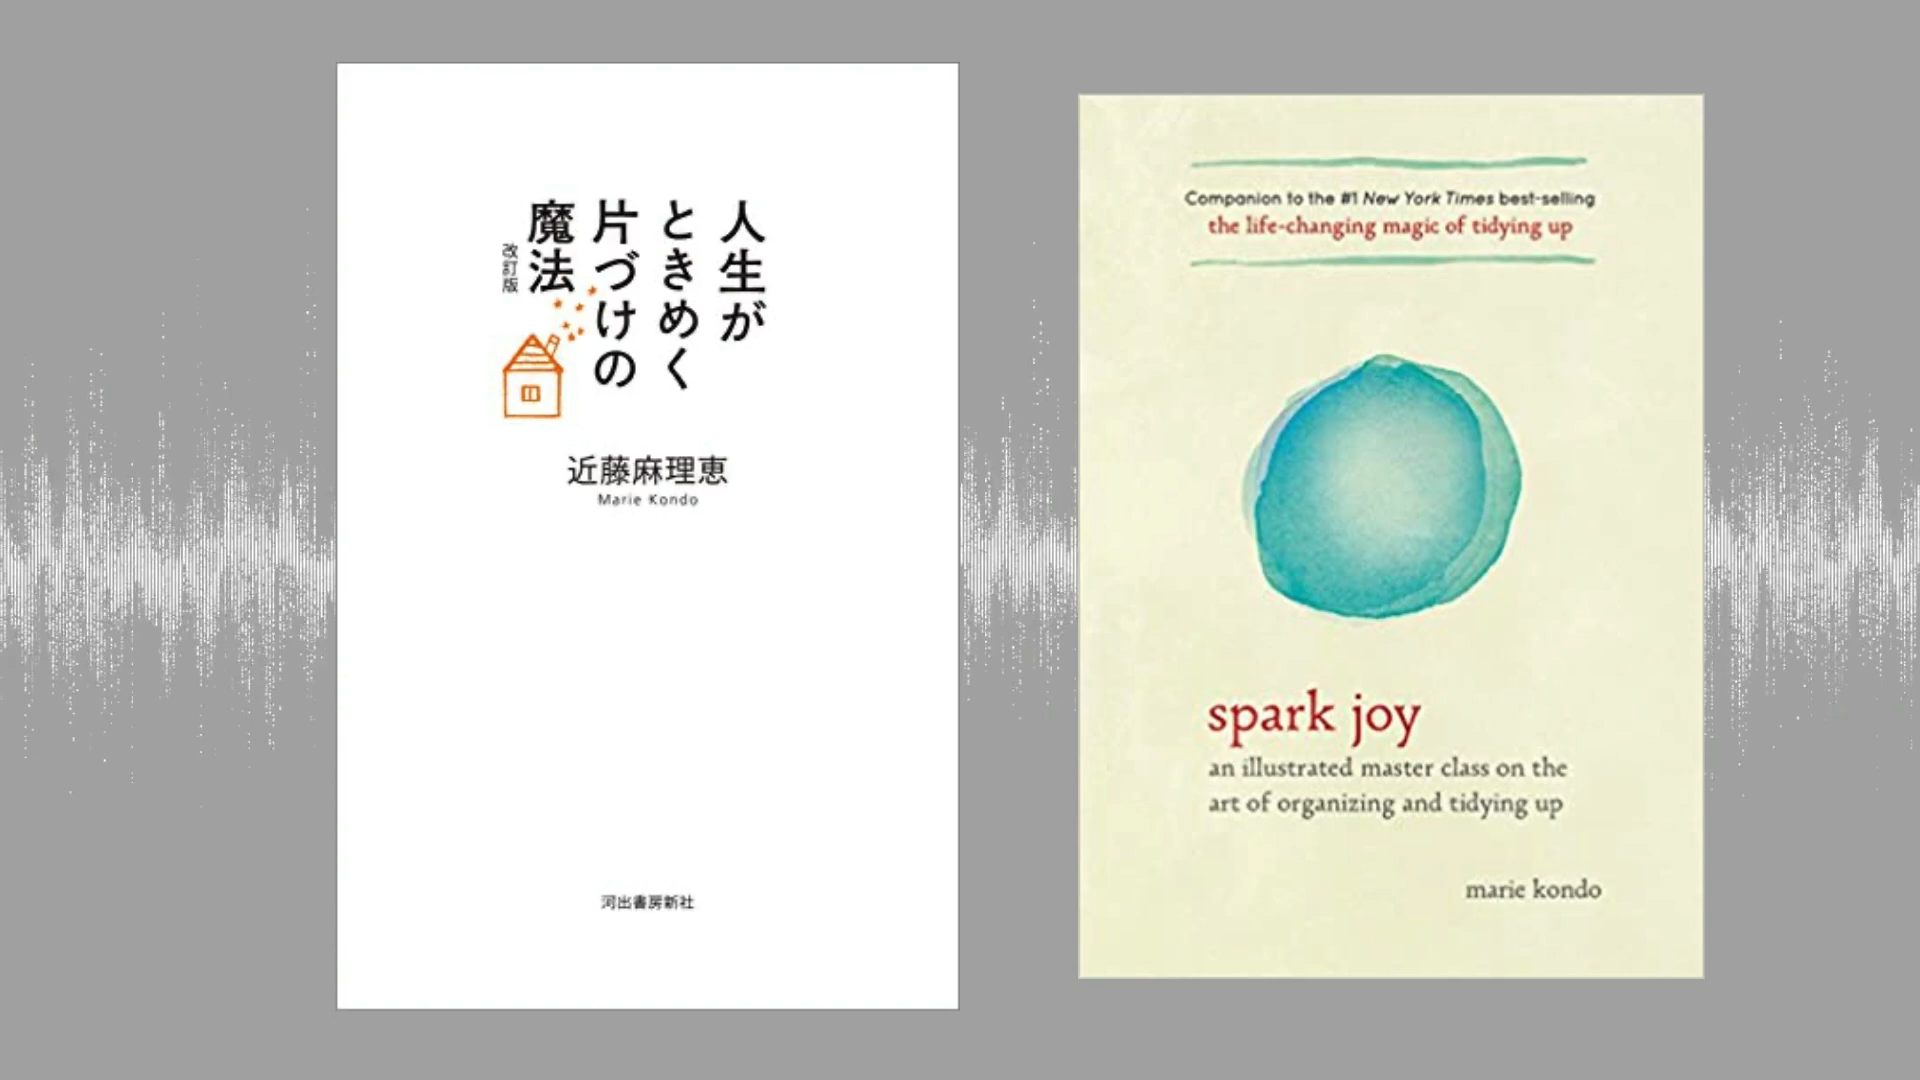 人生が
ときめく
片づけの
魔法
改訂版
近藤麻理恵
Marie Kondo
河出書房新社
Companion to the #1 New York Times best-selling
the life-changing magic of tidying up
spark joy
an illustrated master class on the
art of organizing and tidying up
marie kondo